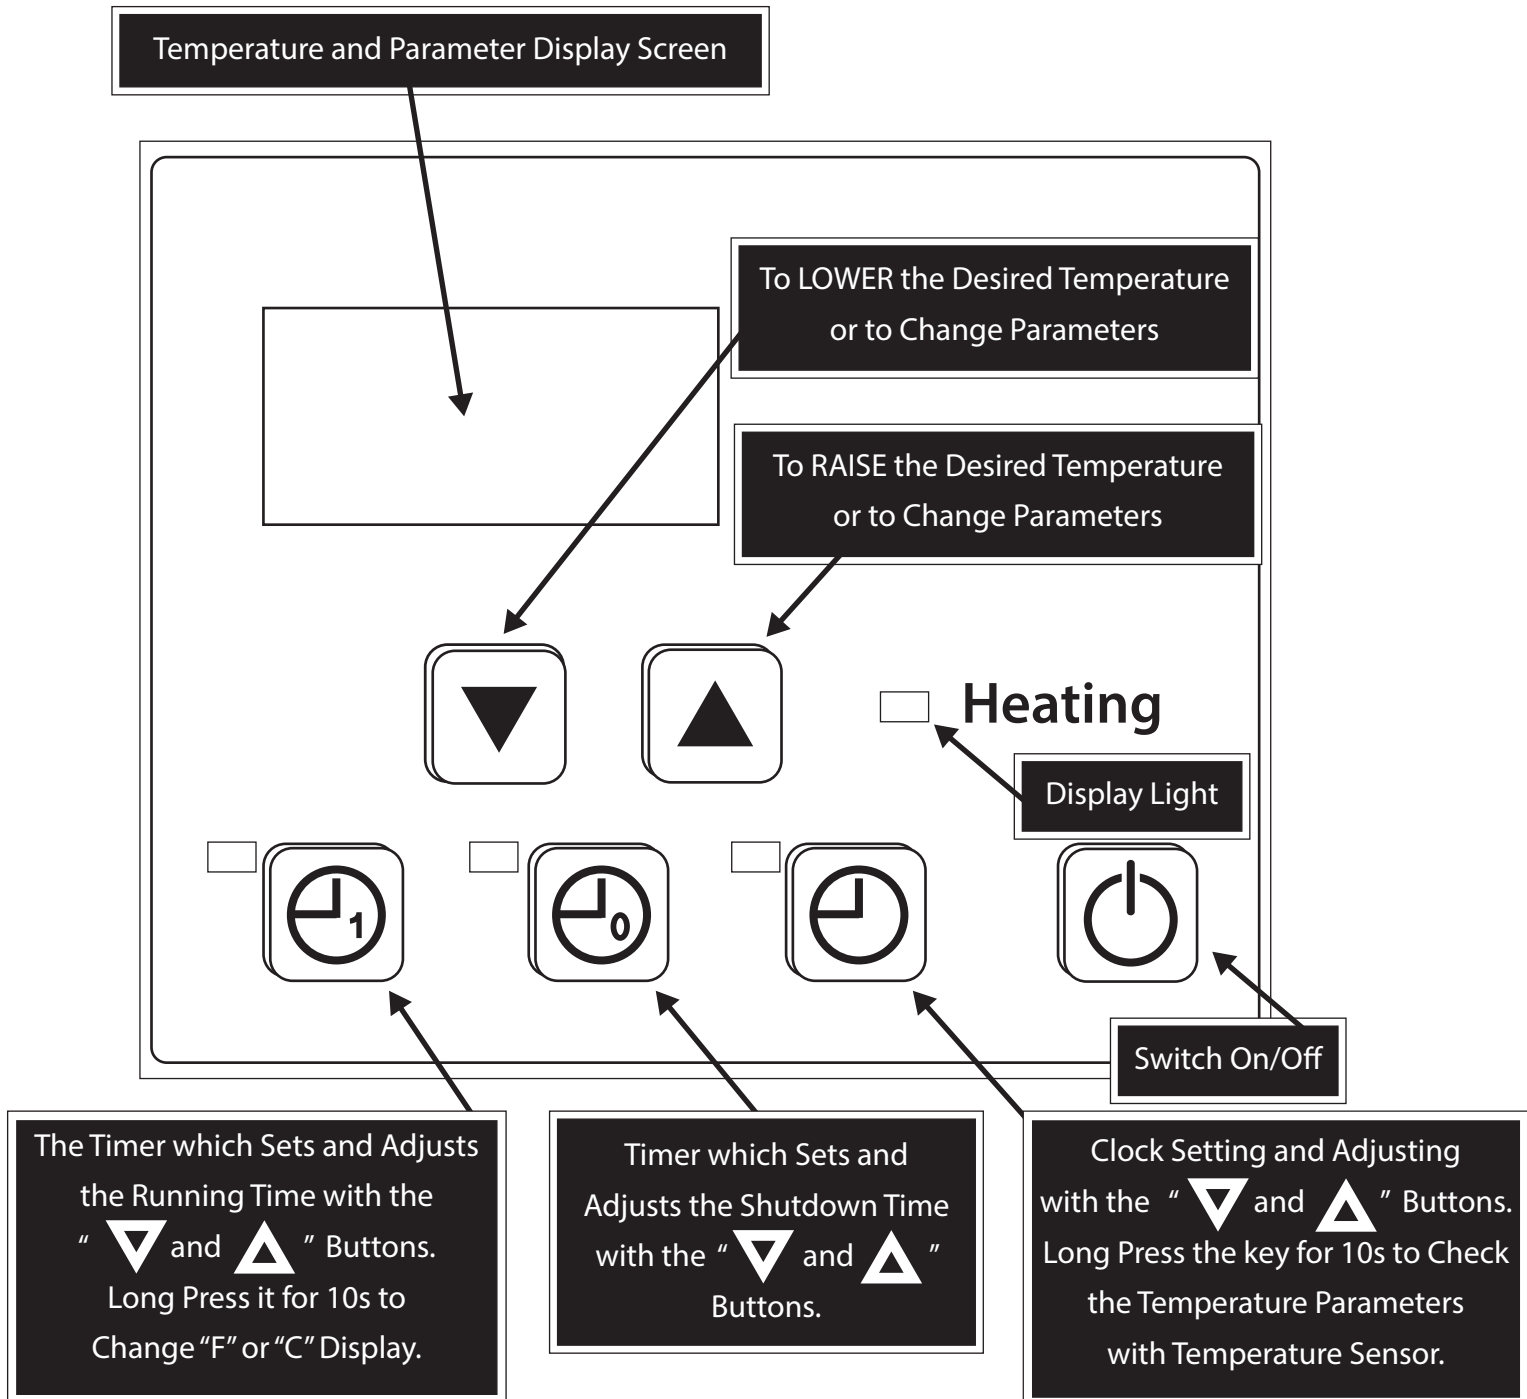 Temperature and Parameter Display Screen
To LOWER the Desired Temperature
or to Change Parameters
To RAISE the Desired Temperature
or to Change Parameters
Heating
Display Light
1
0
Switch On/Off
The Timer which Sets and Adjusts
the Running Time with the
“ and ” Buttons.
Long Press it for 10s to
Change “F” or “C” Display.
Timer which Sets and
Adjusts the Shutdown Time
with the “ and ”
Buttons.
Clock Setting and Adjusting
with the “ and ” Buttons.
Long Press the key for 10s to Check
the Temperature Parameters
with Temperature Sensor.